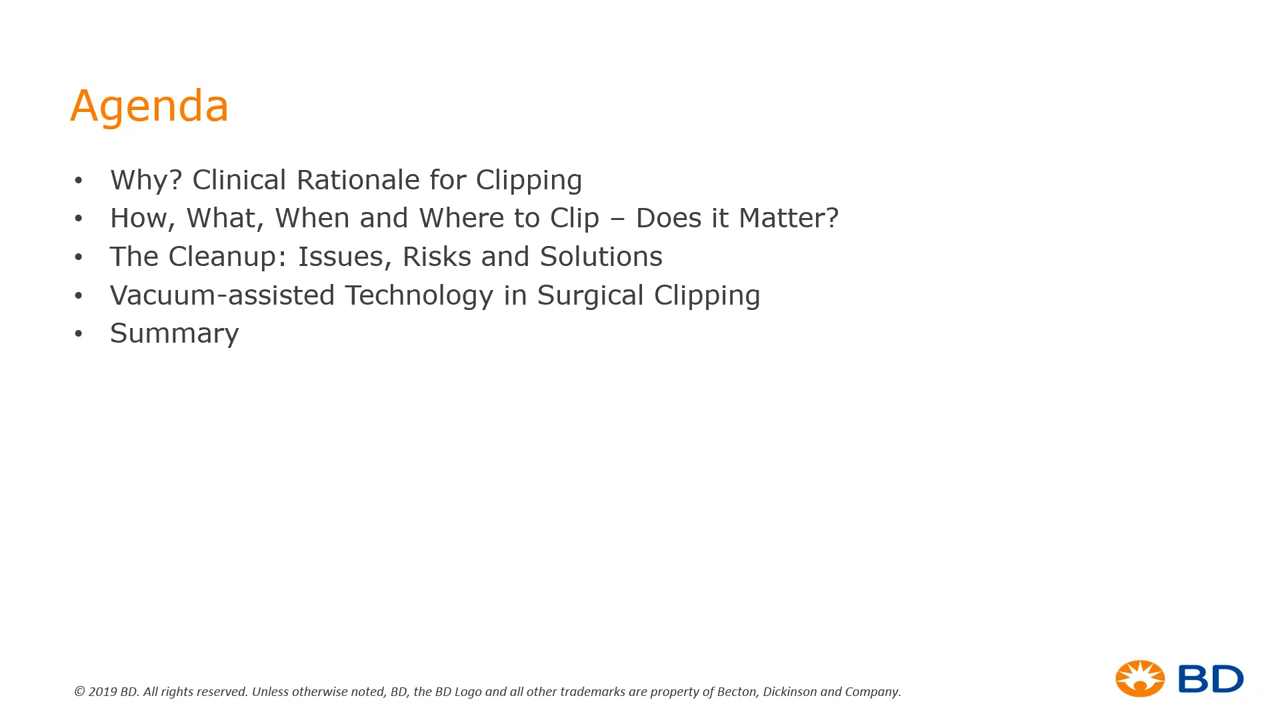 Agenda
• Why? Clinical Rationale for Clipping
• How, What, When and Where to Clip – Does it Matter?
• The Cleanup: Issues, Risks and Solutions
• Vacuum-assisted Technology in Surgical Clipping
• Summary
© 2019 BD. All rights reserved. Unless otherwise noted, BD, the BD Logo and all other trademarks are property of Becton, Dickinson and Company.
BD